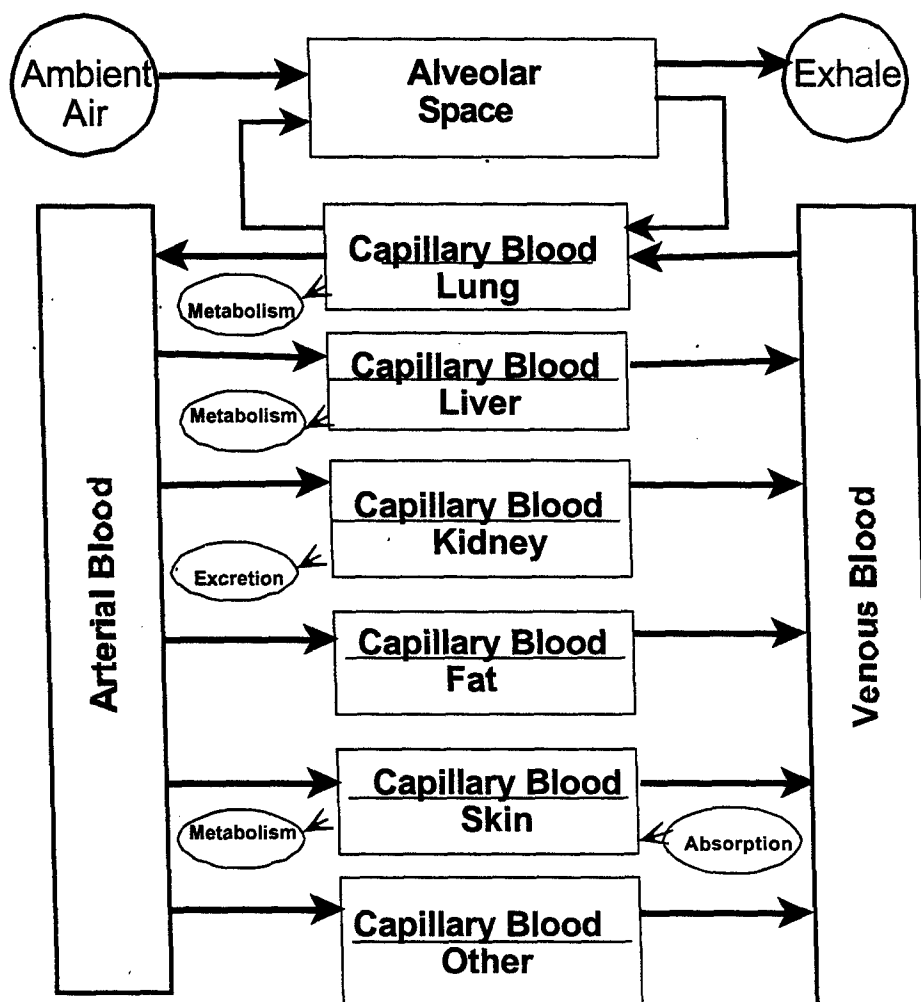 Ambient
Air
Alveolar
Space
Exhale
Capillary Blood
Lung
Metabolism
Capillary Blood
Liver
Metabolism
Capillary Blood
Kidney
Excretion
Capillary Blood
Fat
Capillary Blood
Skin
Metabolism
Absorption
Capillary Blood
Other
Arterial Blood
Venous Blood